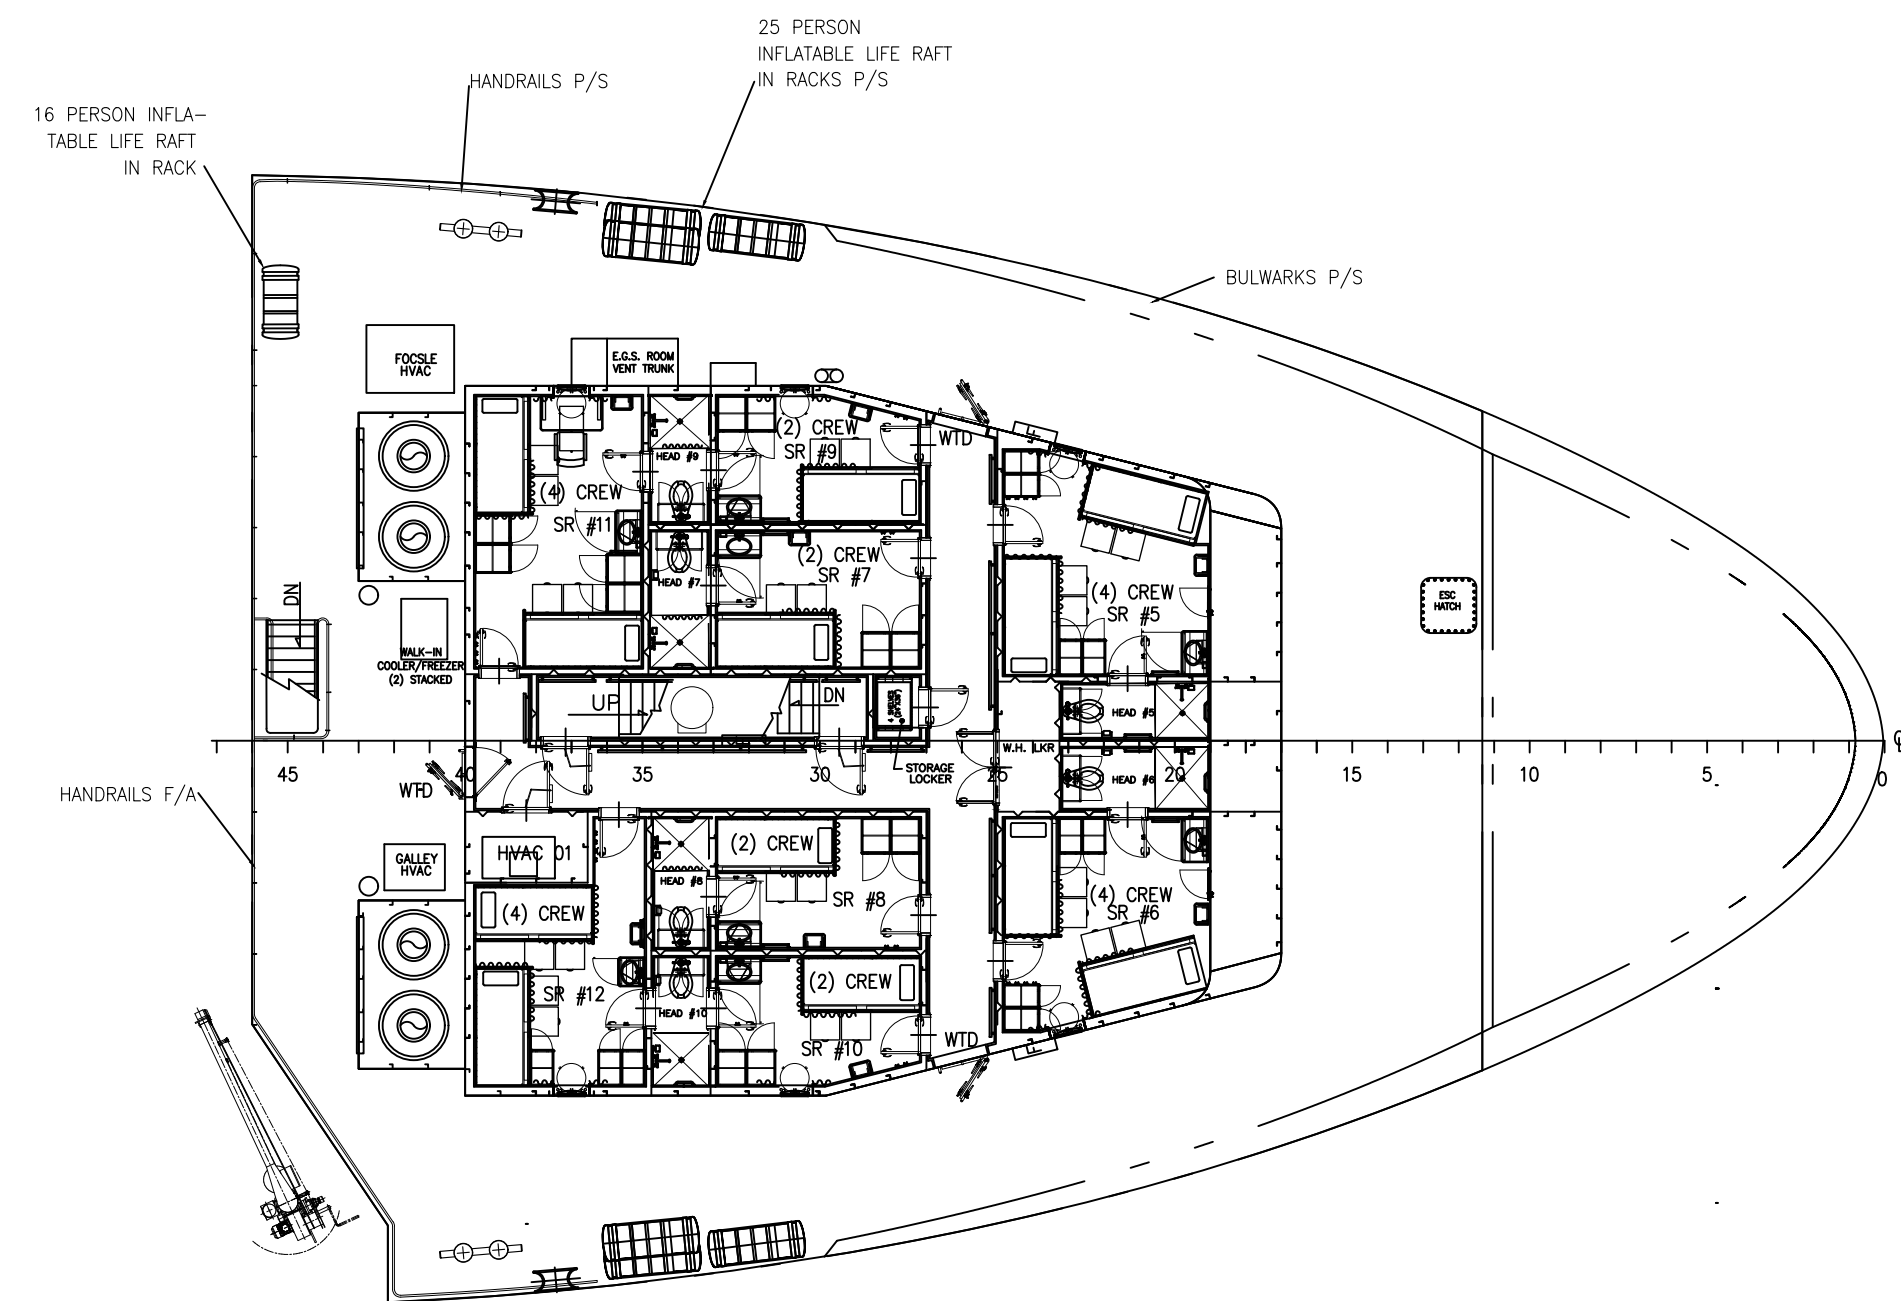 25 PERSON
INFLATABLE LIFE RAFT
IN RACKS P/S
HANDRAILS P/S
16 PERSON INFLA-
TABLE LIFE RAFT
IN RACK
BULWARKS P/S
FOCSLE
HVAC
E.G.S. ROOM
VENT TRUNK
(2) CREW
SR #9
WTD
HEAD #9
(4) CREW
SR #11
(2) CREW
SR #7
HEAD #7
(4) CREW
SR #5
ESC
HATCH
DN
WALK-IN
COOLER/FREEZER
(2) STACKED
UP
DN
4 SHELVES
HEAD #5
W.H. LKR
STORAGE
LOCKER
HEAD #6
45
40
35
30
25
20
15
10
5
0
WTD
HANDRAILS F/A
GALLEY
HVAC
HVAC 01
(2) CREW
HEAD #8
SR #8
(4) CREW
SR #6
(4) CREW
SR #12
(2) CREW
HEAD #10
SR #10
WTD